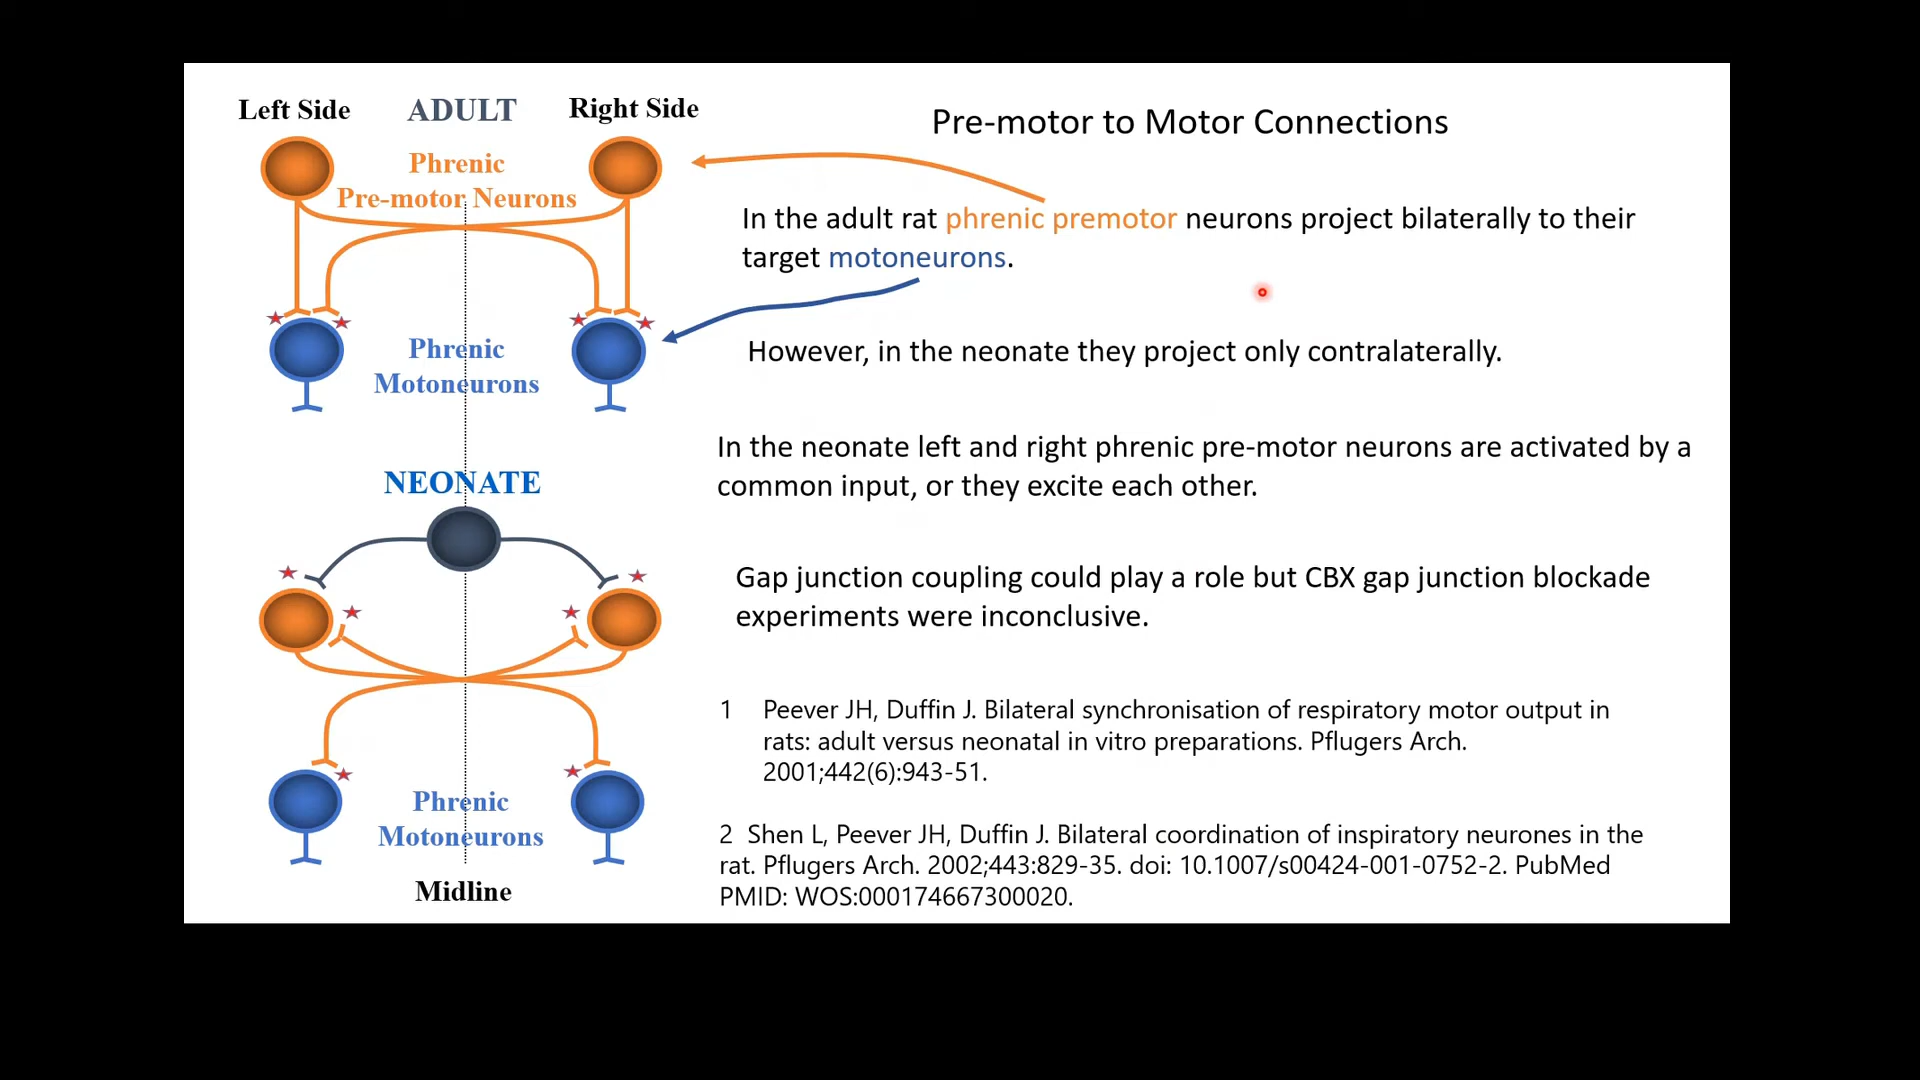 Left Side
ADULT
Right Side
Phrenic
Pre-motor Neurons
Phrenic
Motoneurons
NEONATE
Phrenic
Motoneurons
Midline
Pre-motor to Motor Connections
In the adult rat phrenic premotor neurons project bilaterally to their
target motoneurons.
However, in the neonate they project only contralaterally.
In the neonate left and right phrenic pre-motor neurons are activated by a
common input, or they excite each other.
Gap junction coupling could play a role but CBX gap junction blockade
experiments were inconclusive.
1 Peever JH, Duffin J. Bilateral synchronisation of respiratory motor output in
rats: adult versus neonatal in vitro preparations. Pflugers Arch.
2001;442(6):943-51.
2 Shen L, Peever JH, Duffin J. Bilateral coordination of inspiratory neurones in the
rat. Pflugers Arch. 2002;443:829-35. doi: 10.1007/s00424-001-0752-2. PubMed
PMID: WOS:000174667300020.